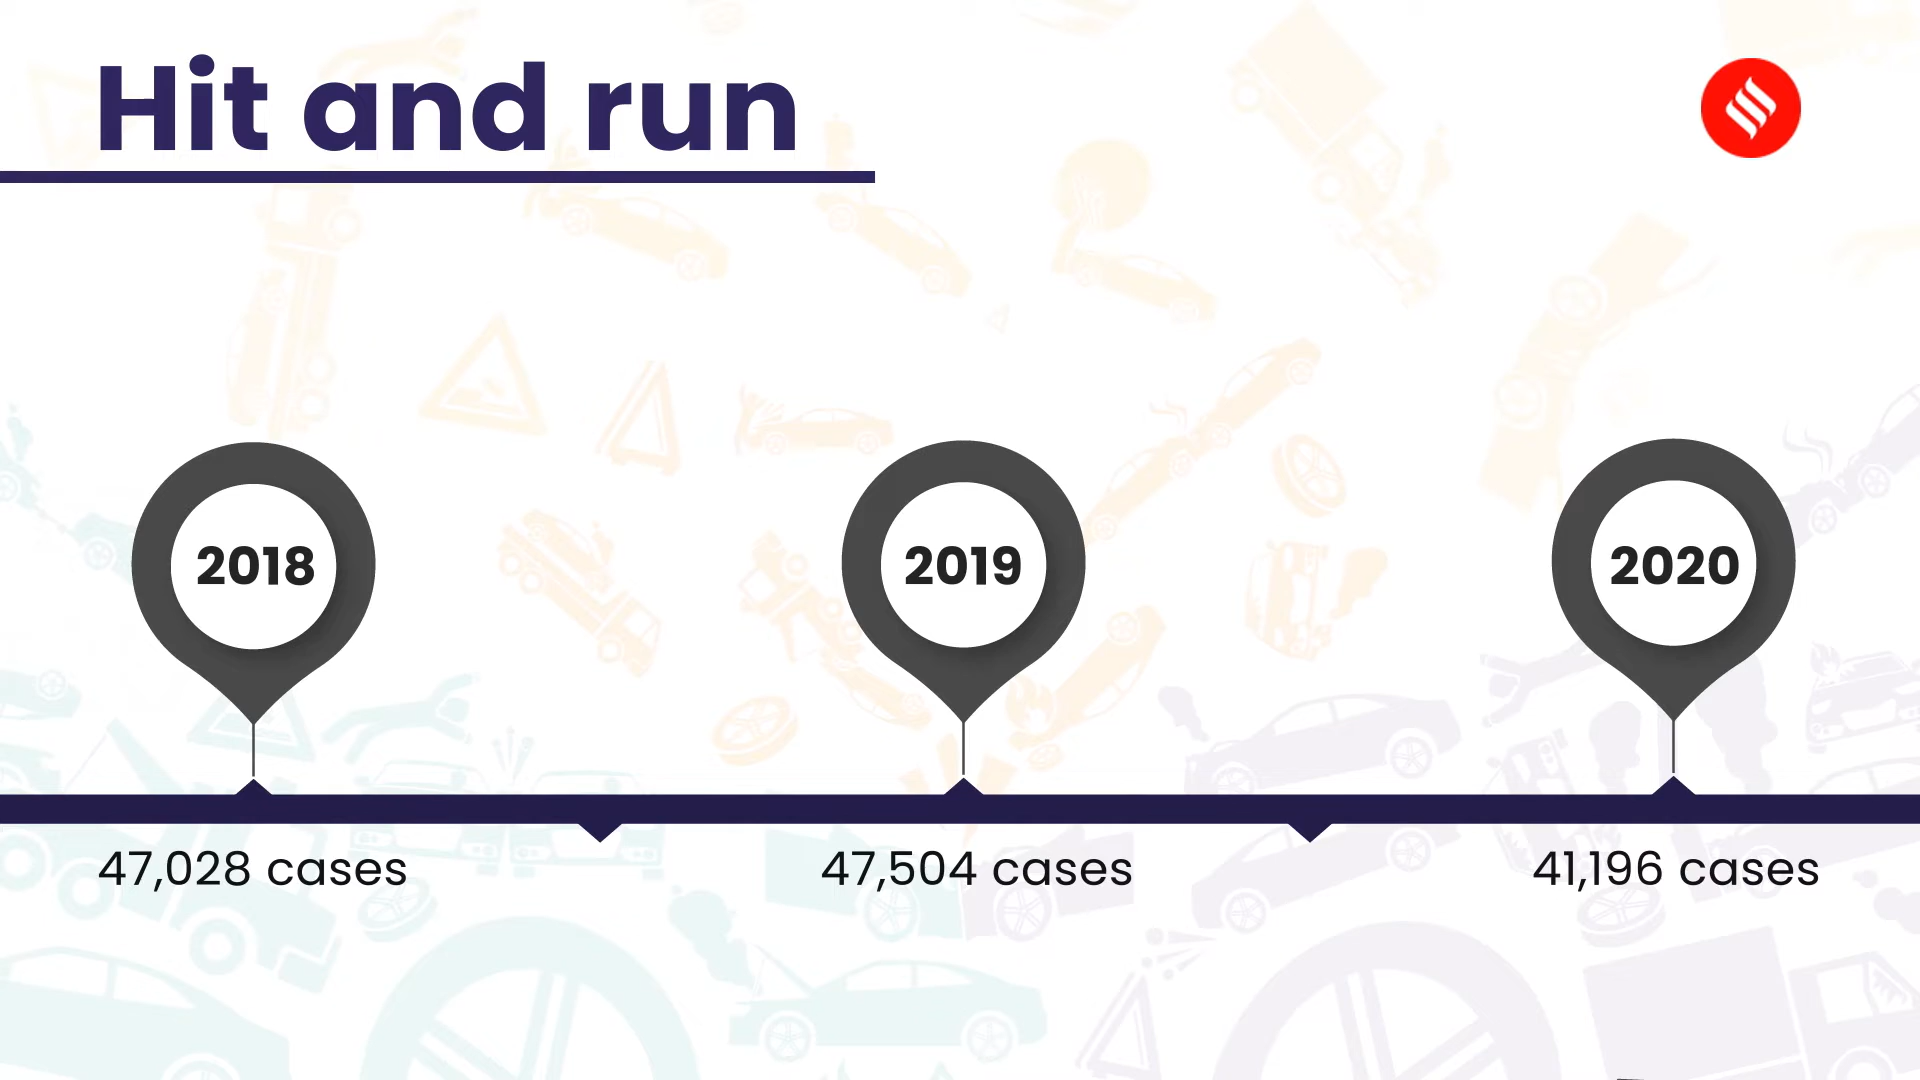 Hit and run
2018
2019
2020
47,028 cases
47,504 cases
41,196 cases